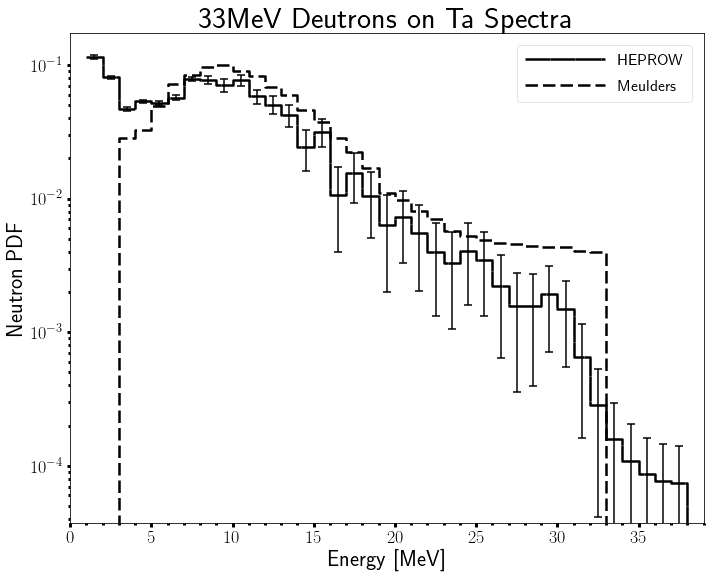 33MeV Deutrons on Ta Spectra
HEPROW
Meulders
Neutron PDF
10⁻¹
10⁻²
10⁻³
10⁻⁴
0 5 10 15 20 25 30 35
Energy [MeV]